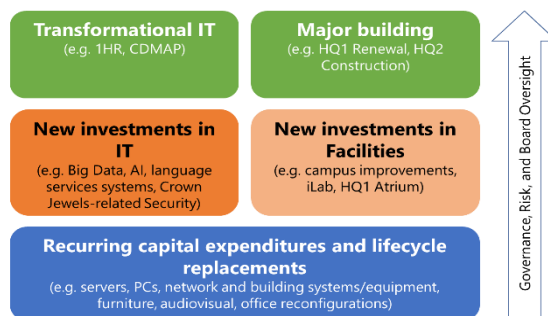 Transformational IT
(e.g. 1HR, CDMAP)
Major building
(e.g. HQ1 Renewal, HQ2
Construction)
New investments in
IT
(e.g. Big Data, AI, language
services systems, Crown
Jewels-related Security)
New investments in
Facilities
(e.g. campus improvements,
iLab, HQ1 Atrium)
Recurring capital expenditures and lifecycle
replacements
(e.g. servers, PCs, network and building systems/equipment,
furniture, audiovisual, office reconfigurations)
Governance, Risk, and Board Oversight